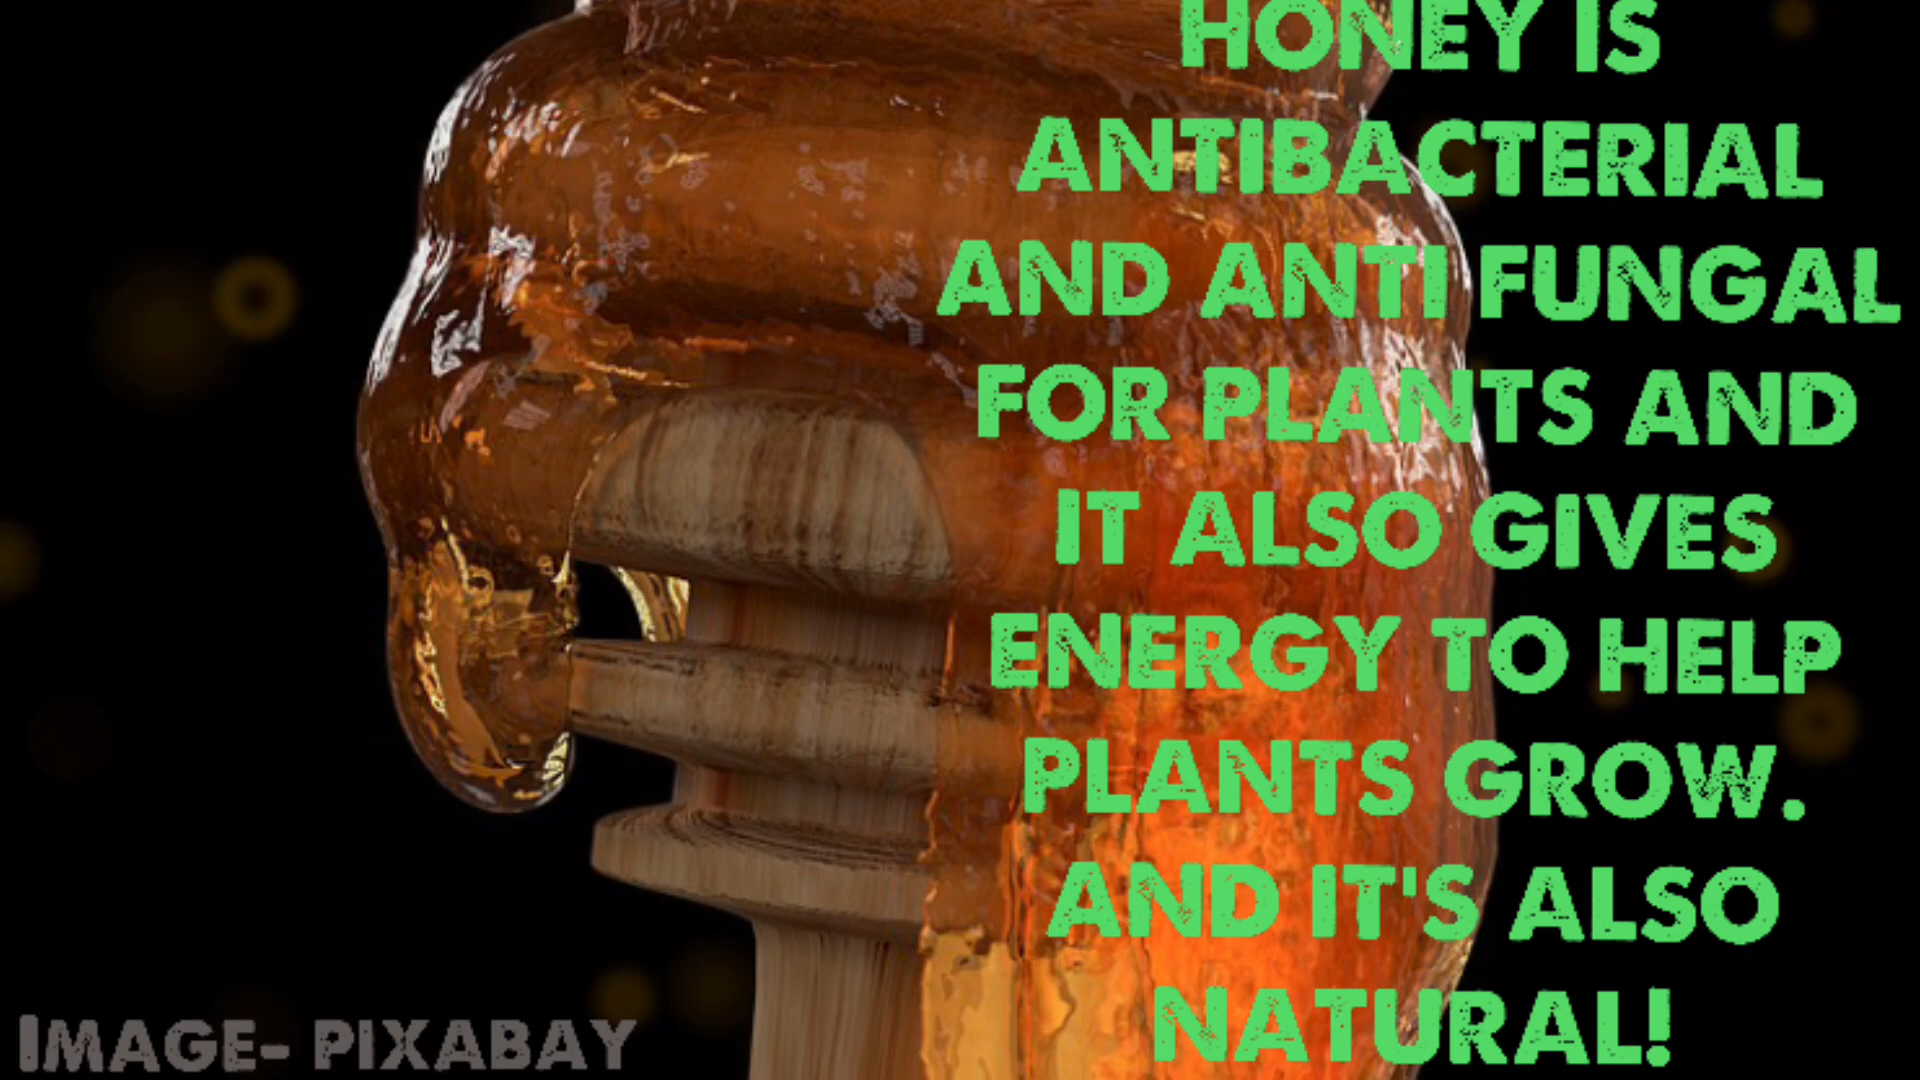 HONEY IS
ANTIBACTERIAL
AND ANTI FUNGAL
FOR PLANTS AND
IT ALSO GIVES
ENERGY TO HELP
PLANTS GROW.
AND IT'S ALSO
NATURAL!
IMAGE- PIXABAY